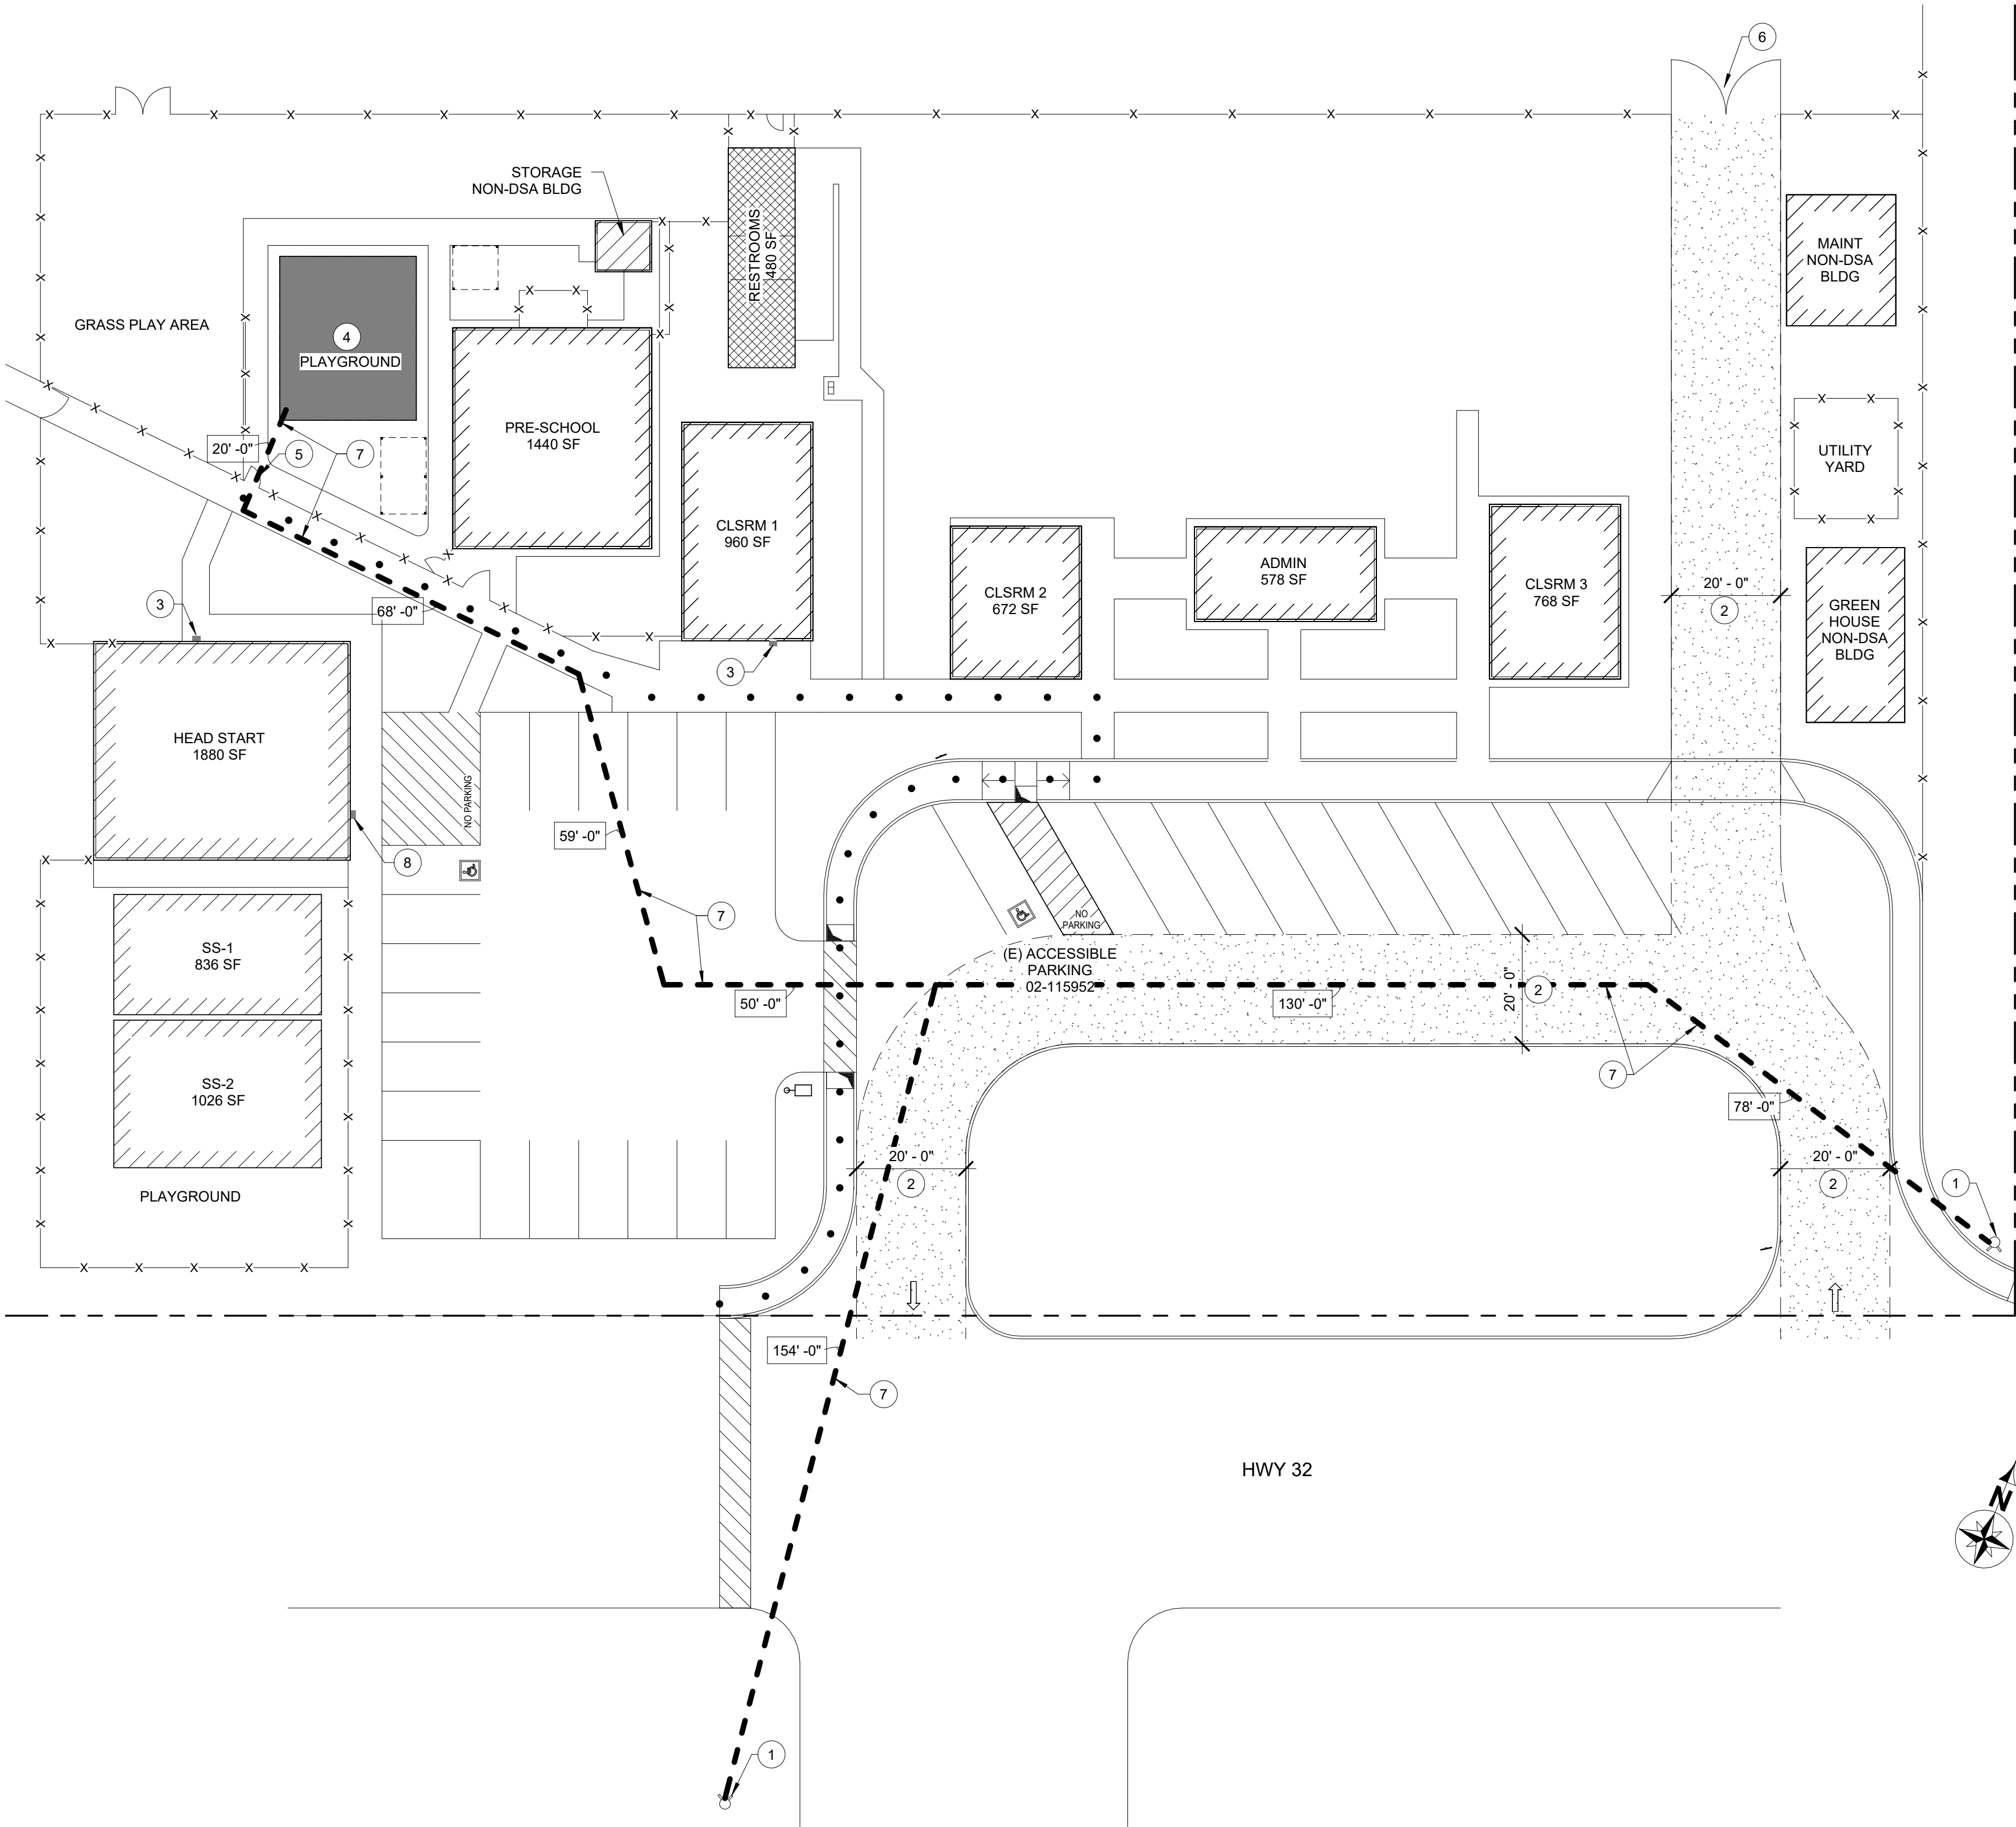 6
STORAGE
NON-DSA BLDG
RESTROOMS
480 SF
MAINT
NON-DSA
BLDG
GRASS PLAY AREA
4
PLAYGROUND
PRE-SCHOOL
1440 SF
20' -0"
5
7
UTILITY
YARD
CLSRM 1
960 SF
CLSRM 2
672 SF
ADMIN
578 SF
CLSRM 3
768 SF
20' - 0"
2
GREEN
HOUSE
NON-DSA
BLDG
3
68' -0"
3
HEAD START
1880 SF
NO PARKING
59' -0"
8
7
NO
PARKING
SS-1
836 SF
(E) ACCESSIBLE
PARKING
02-115952
50' -0"
130' -0"
20' - 0"
2
7
SS-2
1026 SF
78' -0"
20' - 0"
2
20' - 0"
2
1
PLAYGROUND
154' -0"
7
HWY 32
N
1